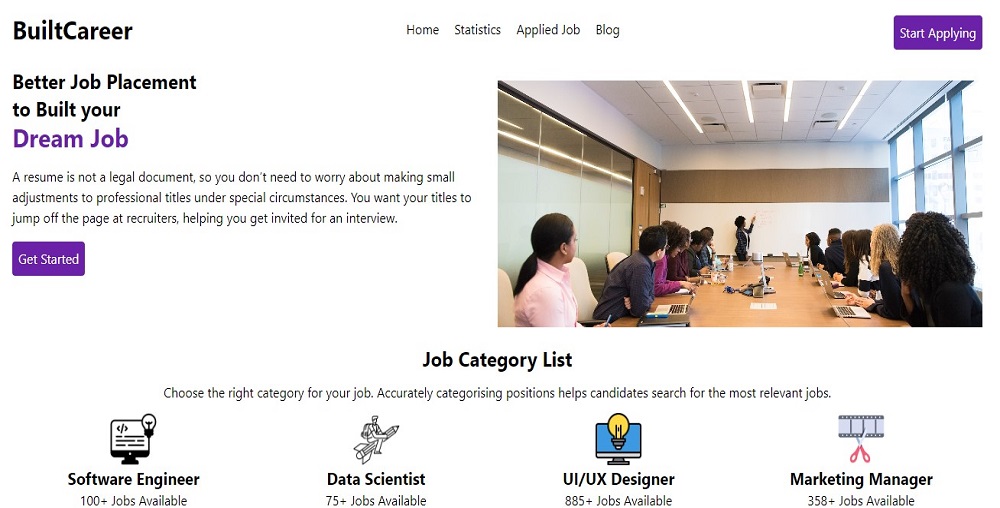 BuiltCareer
Home Statistics Applied Job Blog
Start Applying
Better Job Placement
to Built your
Dream Job
A resume is not a legal document, so you don't need to worry about making small
adjustments to professional titles under special circumstances. You want your titles to
jump off the page at recruiters, helping you get invited for an interview.
Get Started
Job Category List
Choose the right category for your job. Accurately categorising positions helps candidates search for the most relevant jobs.
</>
Software Engineer
100+ Jobs Available
Data Scientist
75+ Jobs Available
UI/UX Designer
885+ Jobs Available
Marketing Manager
358+ Jobs Available